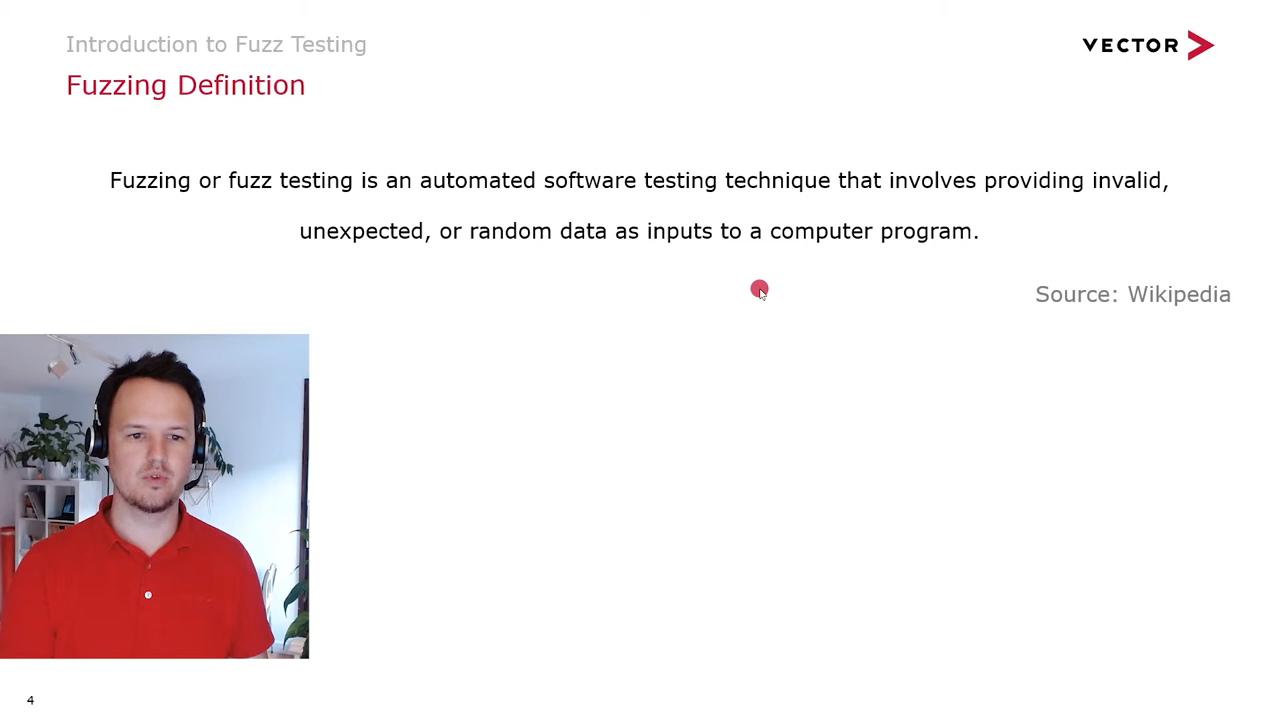 Introduction to Fuzz Testing
VECTOR
Fuzzing Definition
Fuzzing or fuzz testing is an automated software testing technique that involves providing invalid,
unexpected, or random data as inputs to a computer program.
Source: Wikipedia
4